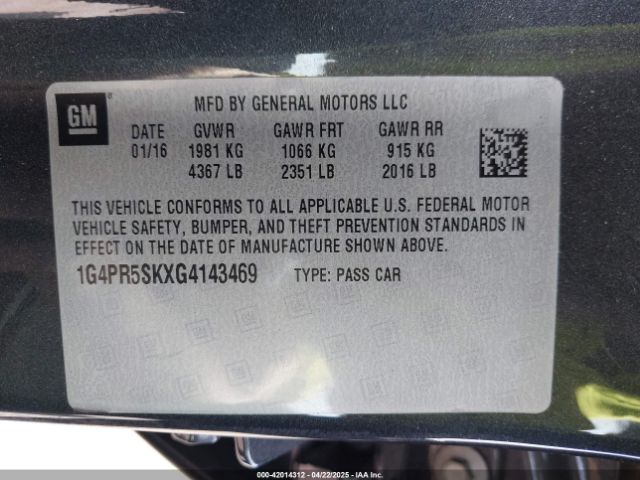 GM
MFD BY GENERAL MOTORS LLC
DATE GVWR GAWR FRT GAWR RR
01/16 1981 KG 1066 KG 915 KG
4367 LB 2351 LB 2016 LB
THIS VEHICLE CONFORMS TO ALL APPLICABLE U.S. FEDERAL MOTOR
VEHICLE SAFETY, BUMPER, AND THEFT PREVENTION STANDARDS IN
EFFECT ON THE DATE OF MANUFACTURE SHOWN ABOVE.
1G4PR5SKXG4143469 TYPE: PASS CAR
000-42014312 - 04/22/2025 - IAAI.COM